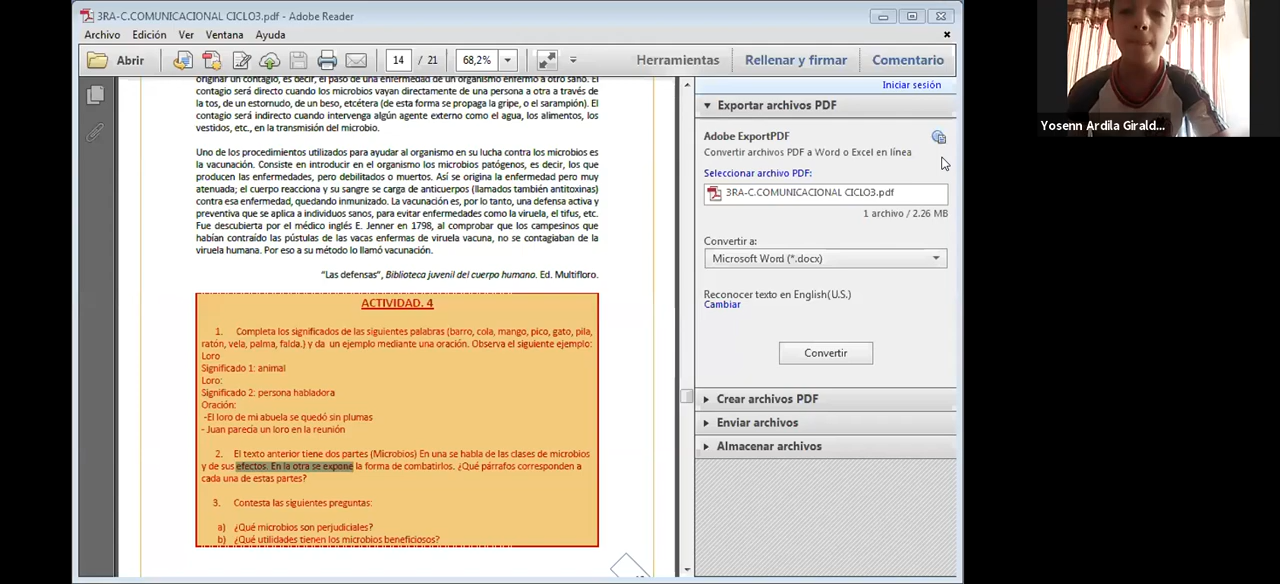 3RA-C.COMUNICACIONAL CICLO3.pdf - Adobe Reader
Archivo Edición Ver Ventana Ayuda
Abrir 14 / 21 68,2% Herramientas Rellenar y firmar Comentario
originar un contagio, es decir, el paso de una enfermedad de un organismo enfermo a otro sano. El
contagio será directo cuando los microbios vayan directamente de una persona a otra a través de
la tos, de un estornudo, de un beso, etcétera (de esta forma se propaga la gripe, o el sarampión). El
contagio será indirecto cuando intervenga algún agente externo como el agua, los alimentos, los
vestidos, etc., en la transmisión del microbio.
Uno de los procedimientos utilizados para ayudar al organismo en su lucha contra los microbios es
la vacunación. Consiste en introducir en el organismo los microbios patógenos, es decir, los que
producen las enfermedades, pero debilitados o muertos. Así se origina la enfermedad pero muy
atenuada; el cuerpo reacciona y su sangre se carga de anticuerpos (llamados también antitoxinas)
contra esa enfermedad, quedando inmunizado. La vacunación es, por lo tanto, una defensa activa y
preventiva que se aplica a individuos sanos, para evitar enfermedades como la viruela, el tifus, etc.
Fue descubierta por el médico inglés E. Jenner en 1798, al comprobar que los campesinos que
habían contraído las pústulas de las vacas enfermas de viruela vacuna, no se contagiaban de la
viruela humana. Por eso a su método lo llamó vacunación.
“Las defensas”, Biblioteca juvenil del cuerpo humano. Ed. Multifloro.
ACTIVIDAD. 4
1. Completa los significados de las siguientes palabras (barro, cola, mango, pico, gato, pila,
ratón, vela, palma, falda.) y da un ejemplo mediante una oración. Observa el siguiente ejemplo:
Loro
Significado 1: animal
Loro:
Significado 2: persona habladora
Oración:
-El loro de mi abuela se quedó sin plumas
- Juan parecía un loro en la reunión
2. El texto anterior tiene dos partes (Microbios) En una se habla de las clases de microbios
y de sus efectos. En la otra se expone la forma de combatirlos. ¿Qué párrafos corresponden a
cada una de estas partes?
3. Contesta las siguientes preguntas:
a) ¿Qué microbios son perjudiciales?
b) ¿Qué utilidades tienen los microbios beneficiosos?
Iniciar sesión
Exportar archivos PDF
Adobe ExportPDF
Convertir archivos PDF a Word o Excel en línea
Seleccionar archivo PDF:
3RA-C.COMUNICACIONAL CICLO3.pdf
1 archivo / 2.26 MB
Convertir a:
Microsoft Word (*.docx)
Reconocer texto en English(U.S.)
Cambiar
Convertir
Crear archivos PDF
Enviar archivos
Almacenar archivos
Yosenn Ardila Girald...